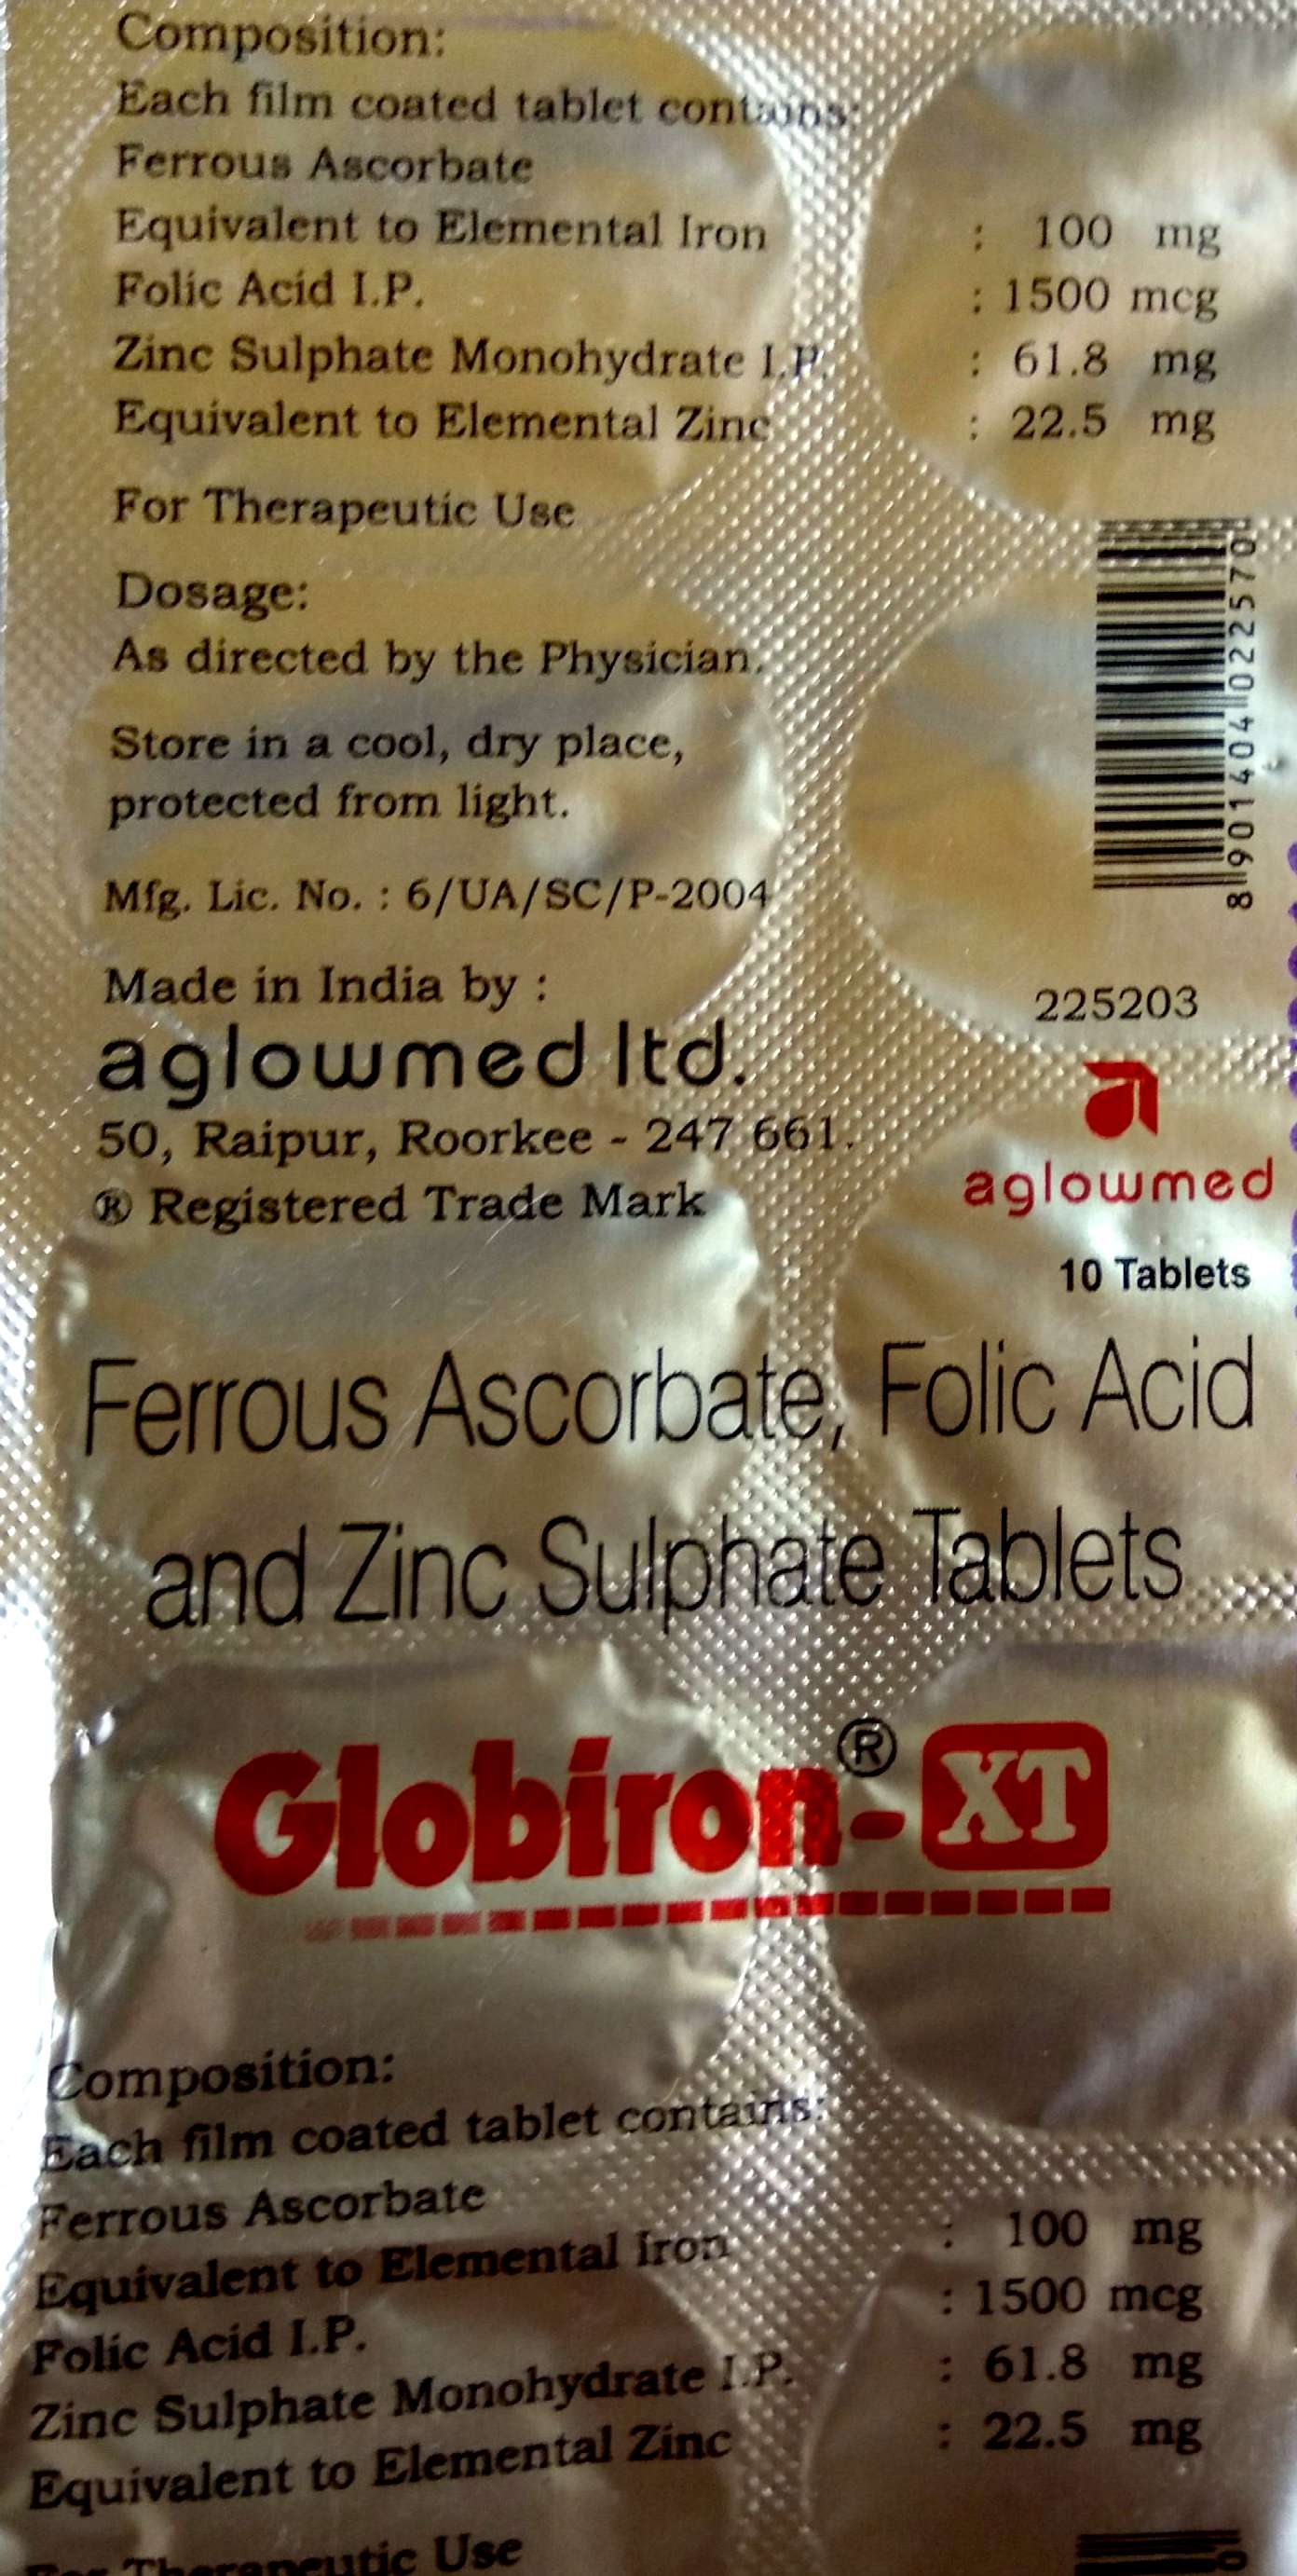 Composition:
Each film coated tablet contains:
Ferrous Ascorbate
Equivalent to Elemental Iron : 100 mg
Folic Acid I.P. : 1500 mcg
Zinc Sulphate Monohydrate I.P. : 61.8 mg
Equivalent to Elemental Zinc : 22.5 mg
For Therapeutic Use
Dosage:
As directed by the Physician.
Store in a cool, dry place,
protected from light.
Mfg. Lic. No. : 6/UA/SC/P-2004
Made in India by :
aglowmed ltd.
50, Raipur, Roorkee - 247 661.
® Registered Trade Mark
8 901404 022570
225203
a
aglowmed
10 Tablets
Ferrous Ascorbate, Folic Acid
and Zinc Sulphate Tablets
Globiron®-XT
Composition:
Each film coated tablet contains:
Ferrous Ascorbate
Equivalent to Elemental Iron : 100 mg
Folic Acid I.P. : 1500 mcg
Zinc Sulphate Monohydrate I.P. : 61.8 mg
Equivalent to Elemental Zinc : 22.5 mg
For Therapeutic Use